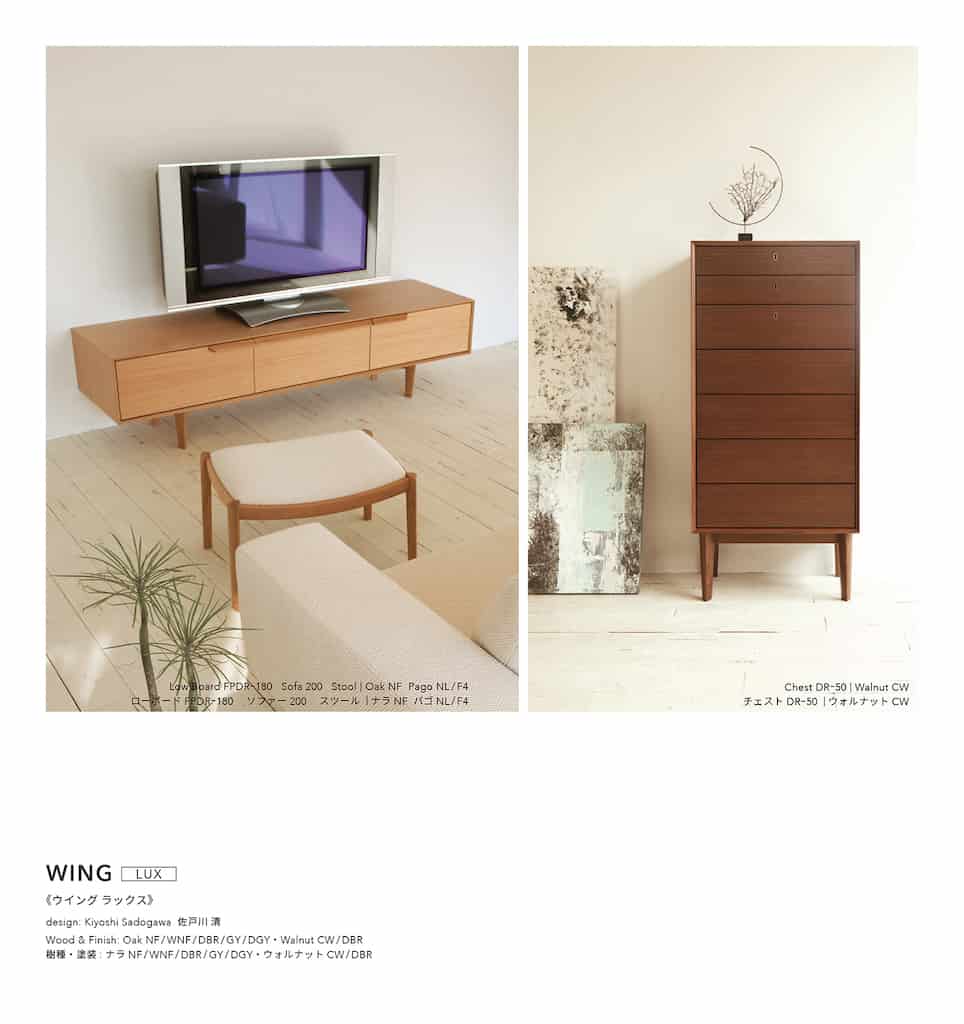 Low Board FPDR-180 Sofa 200 Stool | Oak NF Pago NL/F4
ローボード FPDR-180 ソファー 200 スツール | ナラ NF パゴ NL/F4
Chest DR-50 | Walnut CW
チェスト DR-50 | ウォルナット CW
WING LUX
《ウイング ラックス》
design: Kiyoshi Sadogawa 佐戸川 清
Wood & Finish: Oak NF/WNF/DBR/GY/DGY・Walnut CW/DBR
樹種・塗装 : ナラ NF/WNF/DBR/GY/DGY・ウォルナット CW/DBR